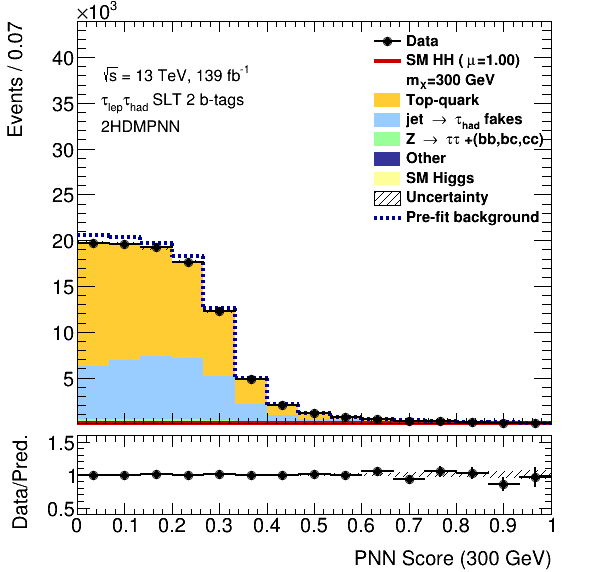 ×10³
Events / 0.07
40
35
30
25
20
15
10
5
√s = 13 TeV, 139 fb⁻¹
τlepτhad SLT 2 b-tags
2HDMPNN
Data
SM HH ( μ=1.00)
mX=300 GeV
Top-quark
jet → τhad fakes
Z → ττ +(bb,bc,cc)
Other
SM Higgs
Uncertainty
Pre-fit background
Data/Pred.
1.5
1
0.5
0 0.1 0.2 0.3 0.4 0.5 0.6 0.7 0.8 0.9 1
PNN Score (300 GeV)